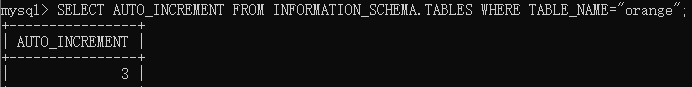 mysql> SELECT AUTO_INCREMENT FROM INFORMATION_SCHEMA.TABLES WHERE TABLE_NAME="orange";
+----------------+
| AUTO_INCREMENT |
+----------------+
|              3 |